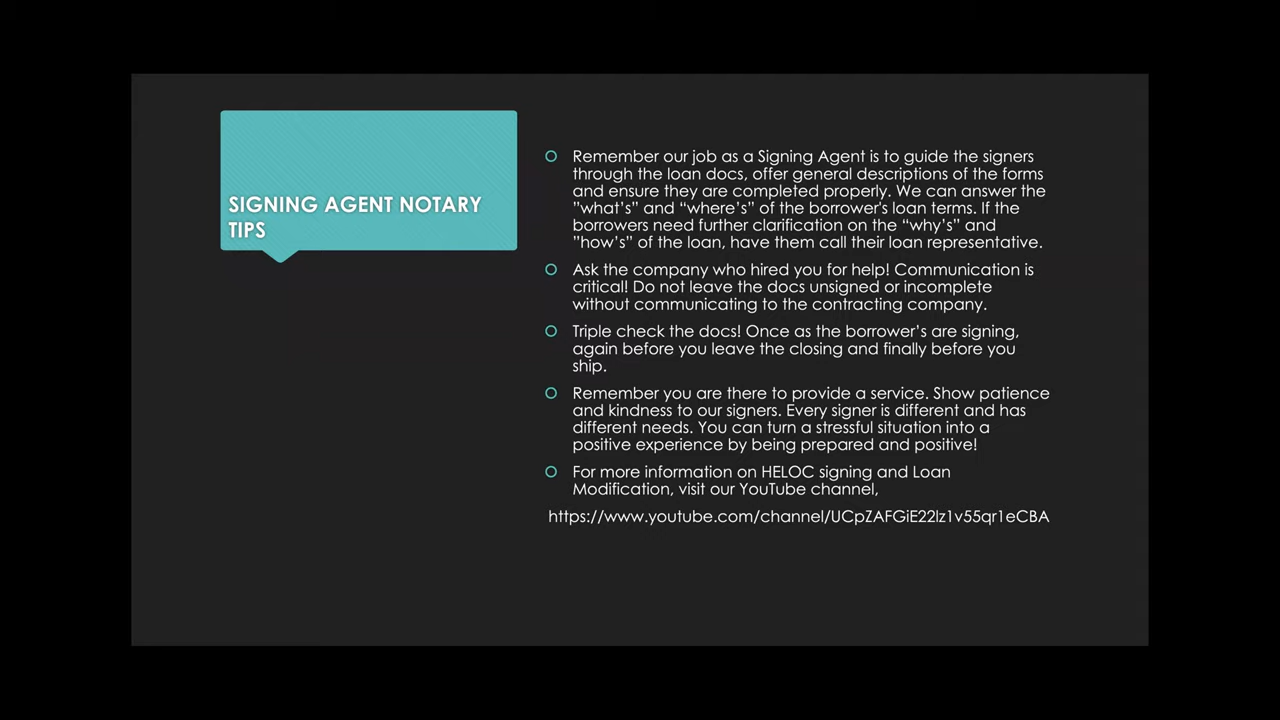 SIGNING AGENT NOTARY
TIPS
Remember our job as a Signing Agent is to guide the signers
through the loan docs, offer general descriptions of the forms
and ensure they are completed properly. We can answer the
”what’s” and “where’s” of the borrower's loan terms. If the
borrowers need further clarification on the “why’s” and
”how’s” of the loan, have them call their loan representative.
Ask the company who hired you for help! Communication is
critical! Do not leave the docs unsigned or incomplete
without communicating to the contracting company.
Triple check the docs! Once as the borrower’s are signing,
again before you leave the closing and finally before you
ship.
Remember you are there to provide a service. Show patience
and kindness to our signers. Every signer is different and has
different needs. You can turn a stressful situation into a
positive experience by being prepared and positive!
For more information on HELOC signing and Loan
Modification, visit our YouTube channel,
https://www.youtube.com/channel/UCpZAFGiE22lz1v55qr1eCBA